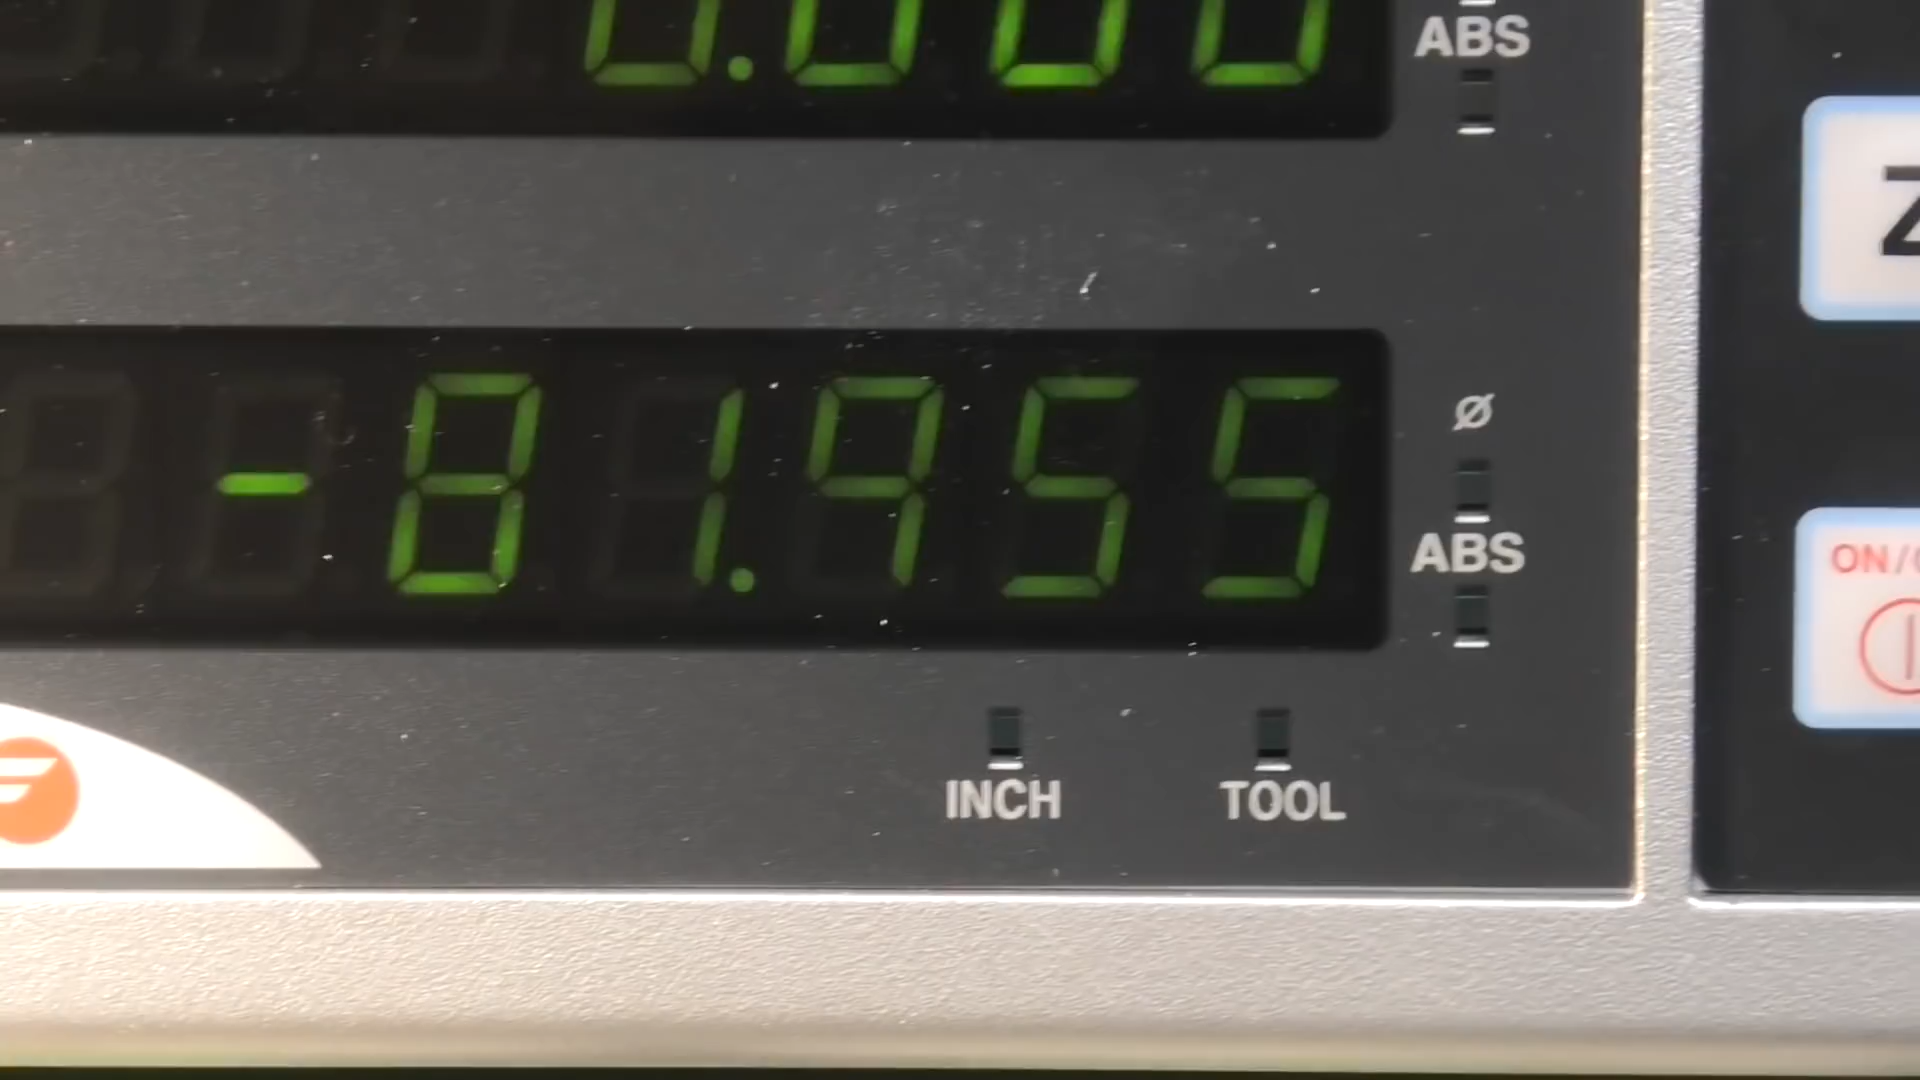 0.000
ABS
-81.955
Ø
ABS
INCH
TOOL
Z
ON/